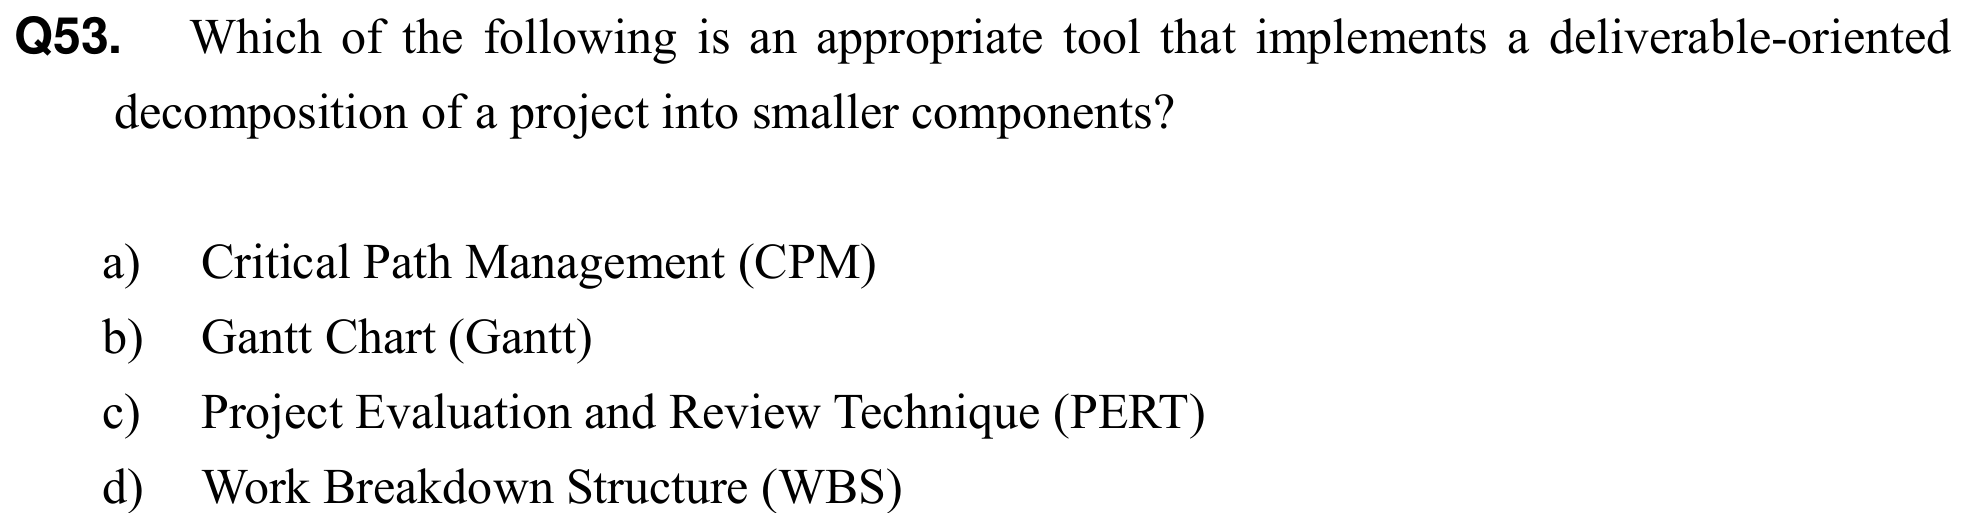 Q53. Which of the following is an appropriate tool that implements a deliverable-oriented
decomposition of a project into smaller components?
a) Critical Path Management (CPM)
b) Gantt Chart (Gantt)
c) Project Evaluation and Review Technique (PERT)
d) Work Breakdown Structure (WBS)